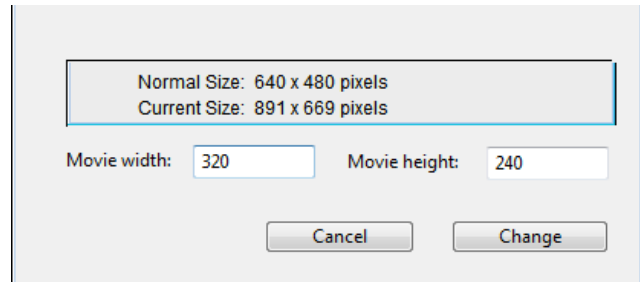 Normal Size: 640 x 480 pixels
Current Size: 891 x 669 pixels
Movie width: 320 Movie height: 240
Cancel Change